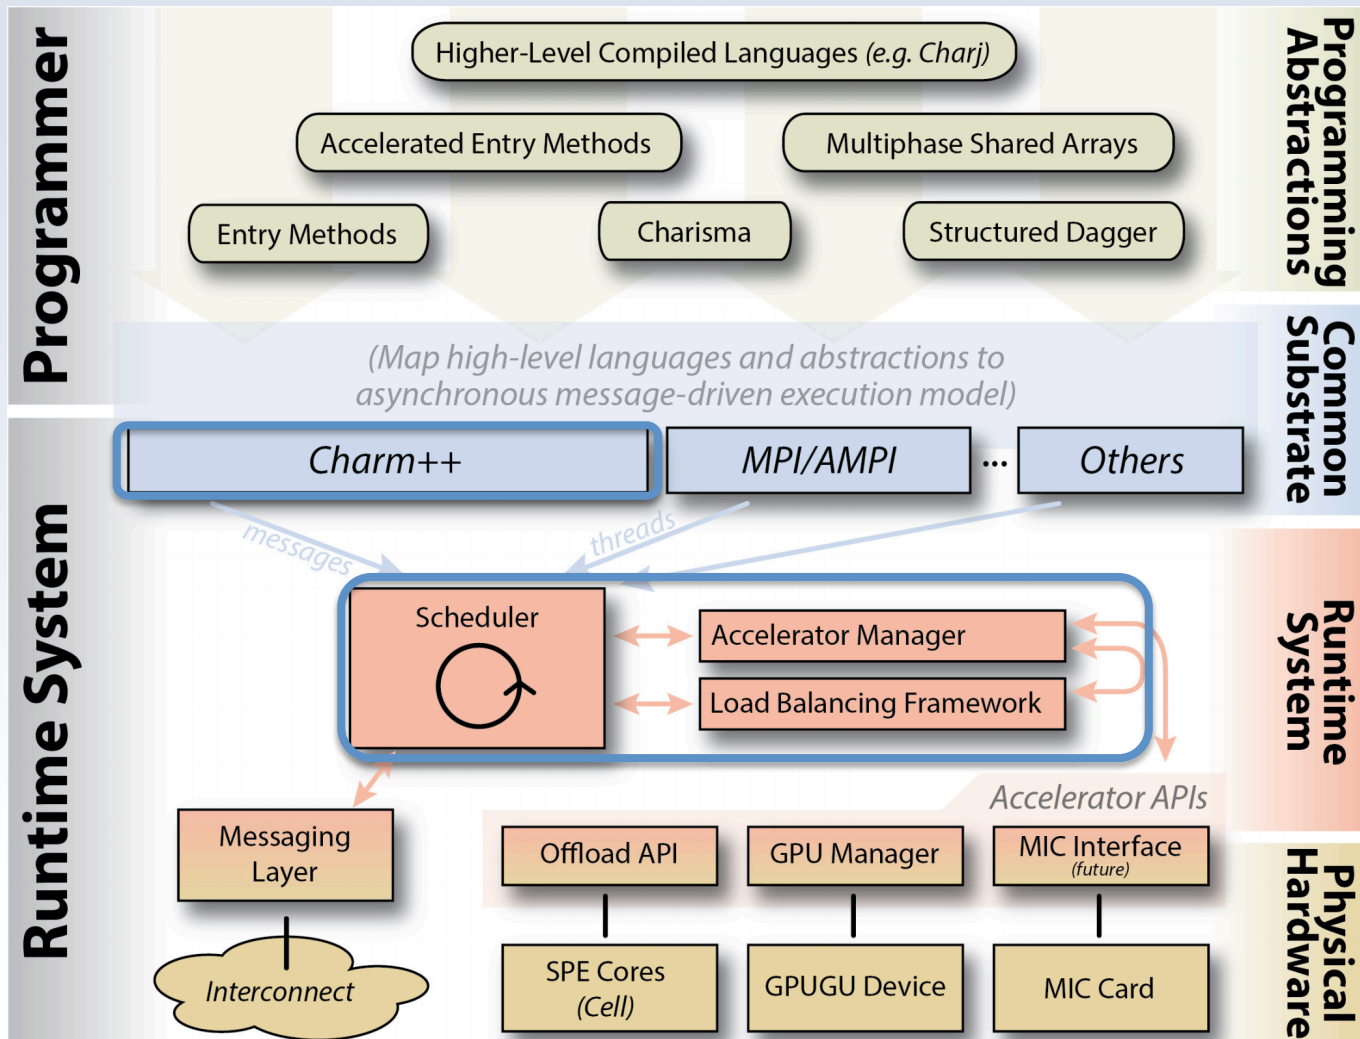 Programmer
Programming
Abstractions
Higher-Level Compiled Languages (e.g. Charj)
Accelerated Entry Methods
Multiphase Shared Arrays
Entry Methods
Charisma
Structured Dagger
Common
Substrate
(Map high-level languages and abstractions to
asynchronous message-driven execution model)
Charm++
MPI/AMPI
...
Others
Runtime System
messages
threads
Runtime
System
Scheduler
Accelerator Manager
Load Balancing Framework
Accelerator APIs
Messaging
Layer
Offload API
GPU Manager
MIC Interface
(future)
Physical
Hardware
Interconnect
SPE Cores
(Cell)
GPUGU Device
MIC Card